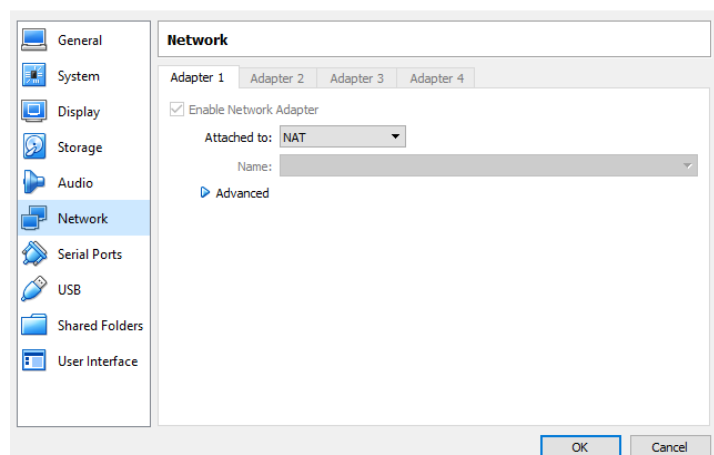 General
System
Display
Storage
Audio
Network
Serial Ports
USB
Shared Folders
User Interface
Network
Adapter 1 Adapter 2 Adapter 3 Adapter 4
Enable Network Adapter
Attached to: NAT
Name:
Advanced
OK Cancel